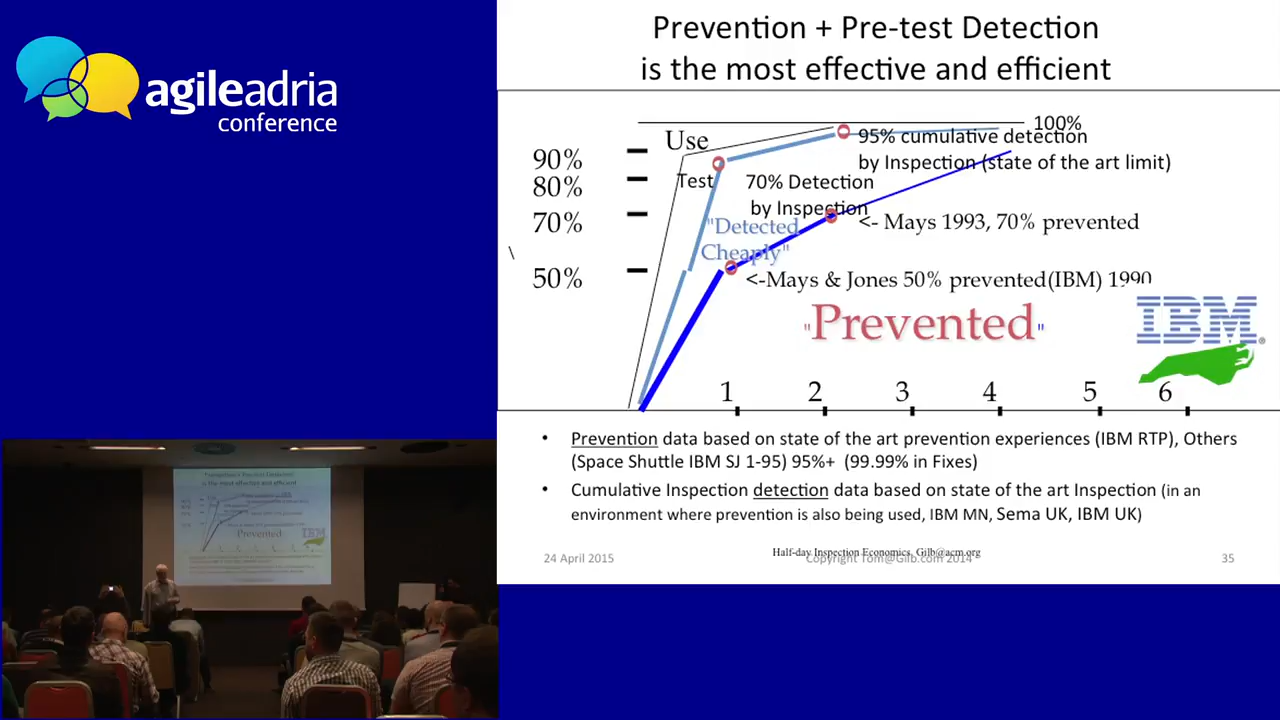 agileadria
conference
Prevention + Pre-test Detection
is the most effective and efficient
100%
Use
95% cumulative detection
by Inspection (state of the art limit)
90%
80%
Test
70% Detection
by Inspection
70%
"Detected
Cheaply"
<- Mays 1993, 70% prevented
\
50%
<-Mays & Jones 50% prevented(IBM) 1990
"Prevented"
IBM®
1 2 3 4 5 6
• Prevention data based on state of the art prevention experiences (IBM RTP), Others
(Space Shuttle IBM SJ 1-95) 95%+ (99.99% in Fixes)
• Cumulative Inspection detection data based on state of the art Inspection (in an
environment where prevention is also being used, IBM MN, Sema UK, IBM UK)
Half-day Inspection Economics, Gilb@acm.org
24 April 2015
Copyright Tom@Gilb.com 2014
35